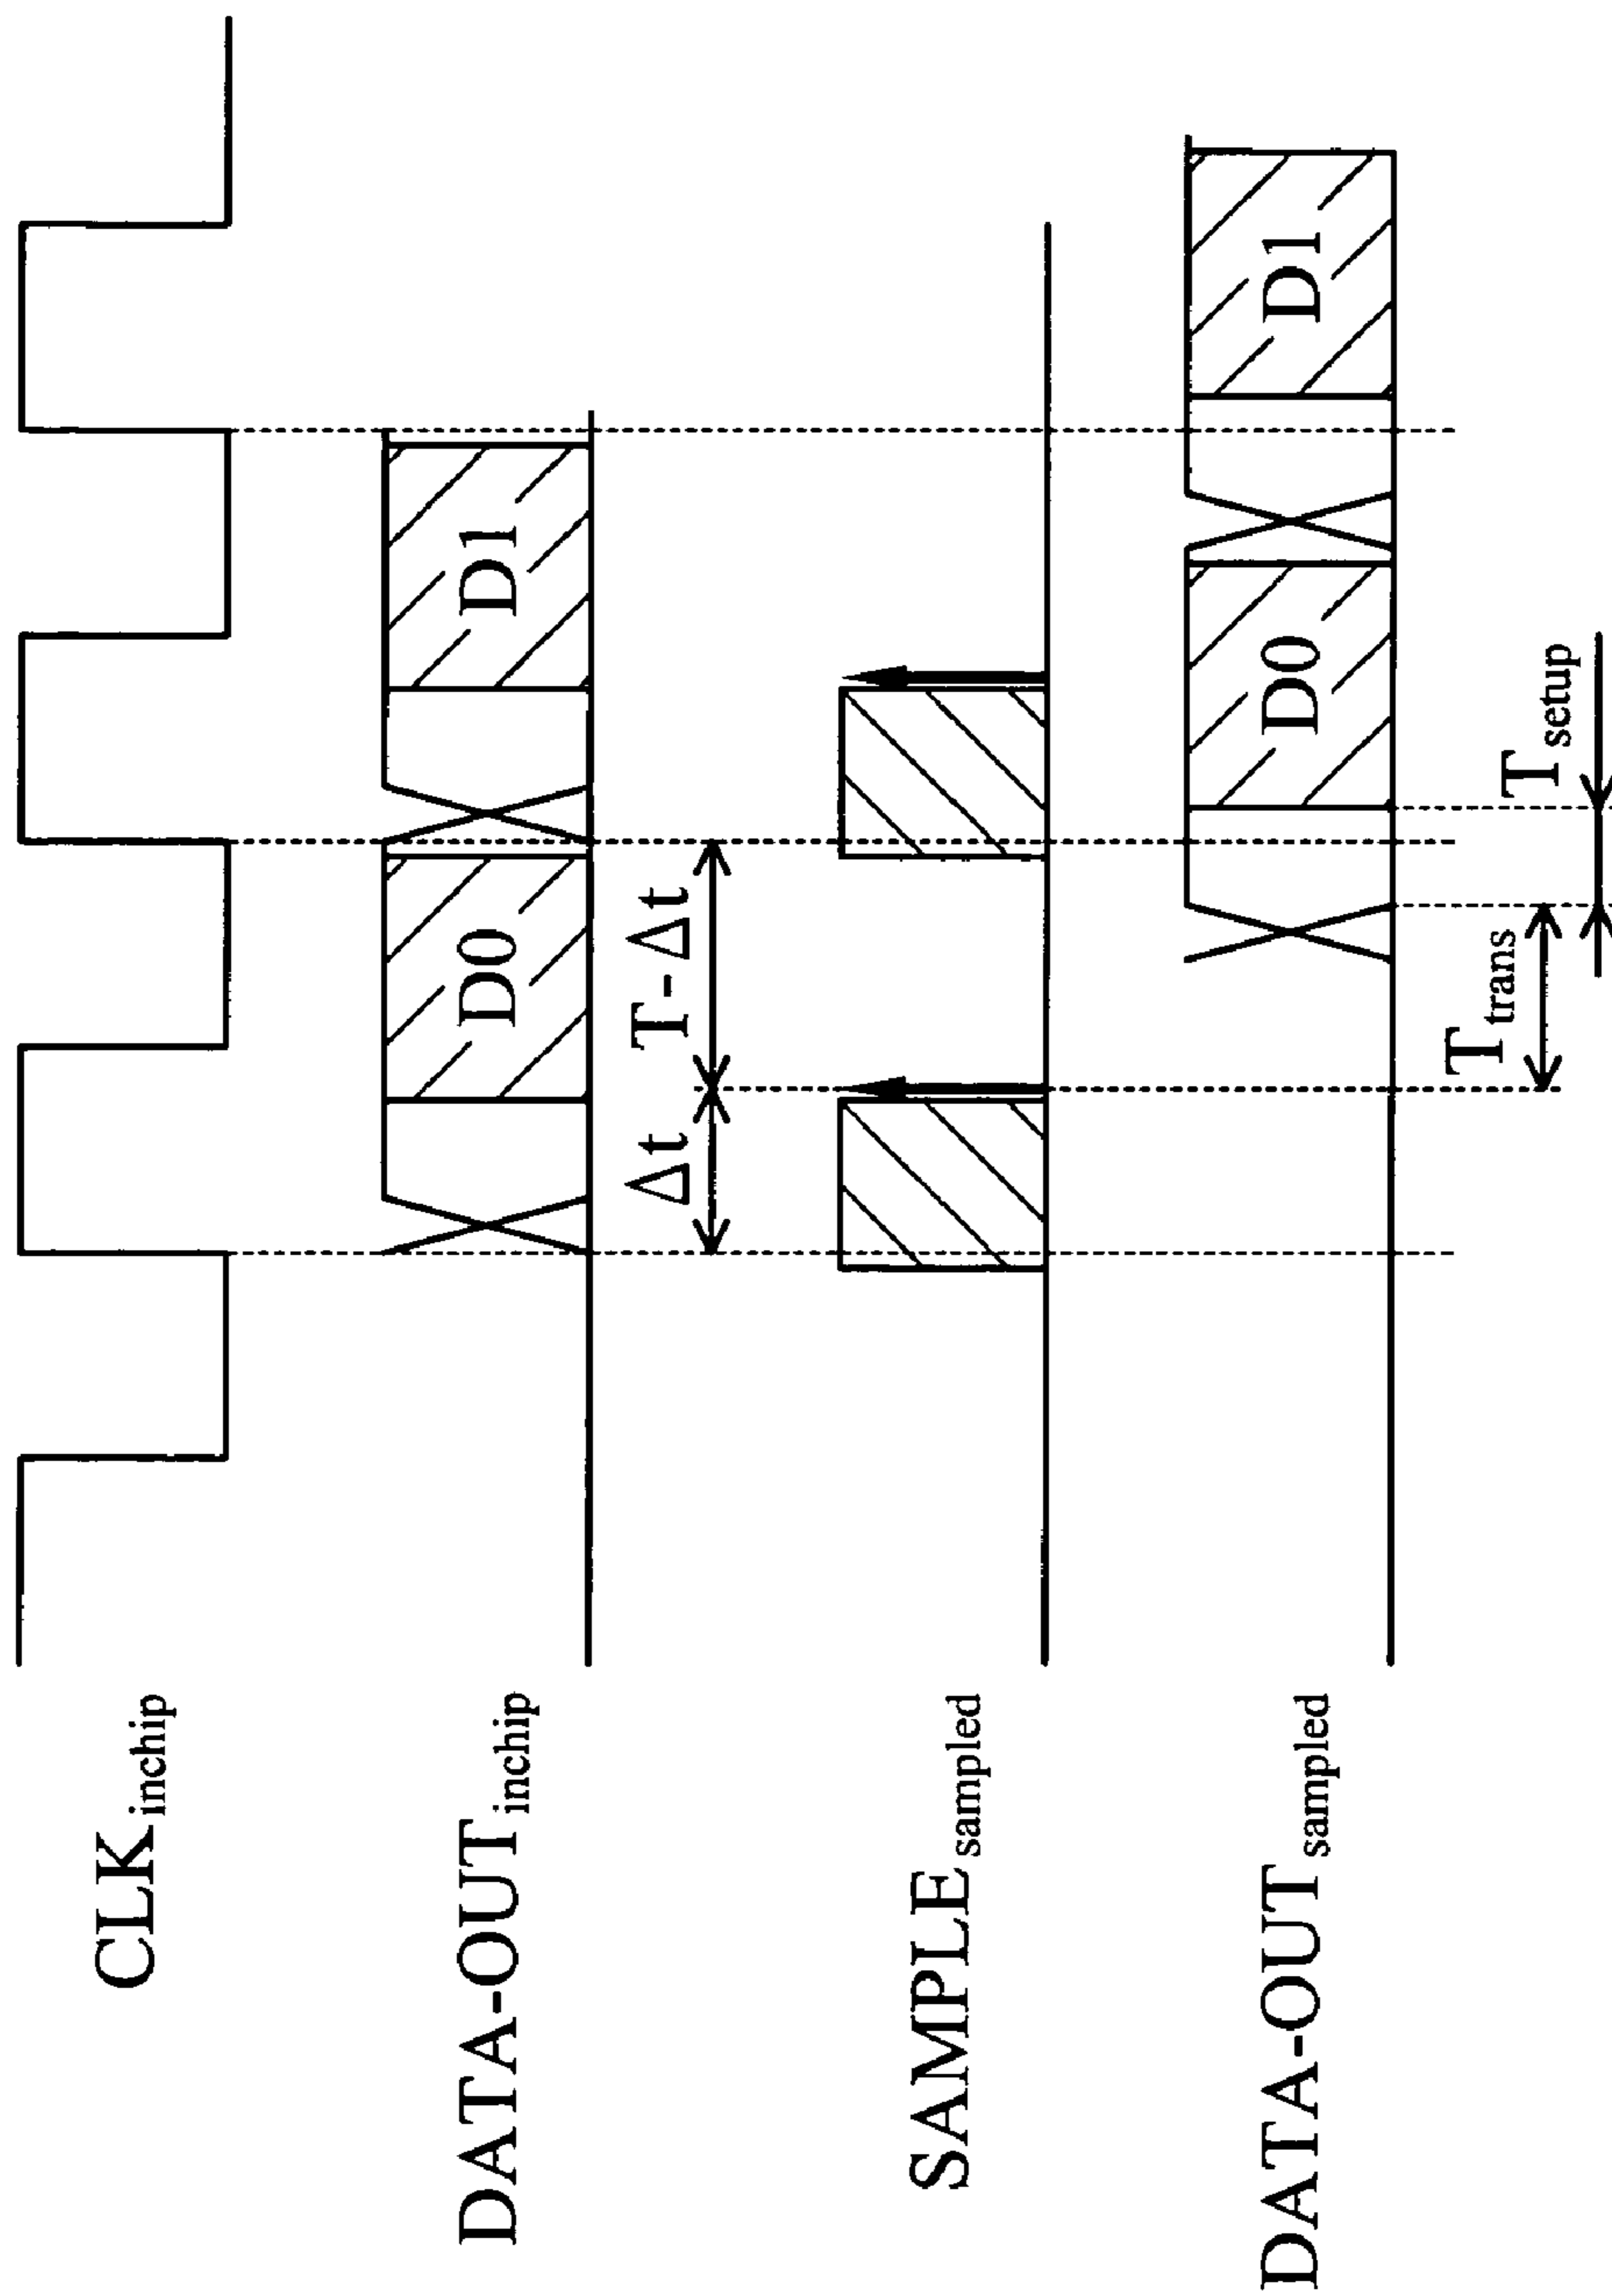 CLKinchip
DATA-OUTinchip
D0
D1
Δt
T-Δt
SAMPLEsampled
DATA-OUTsampled
D0
D1
Ttrans
Tsetup